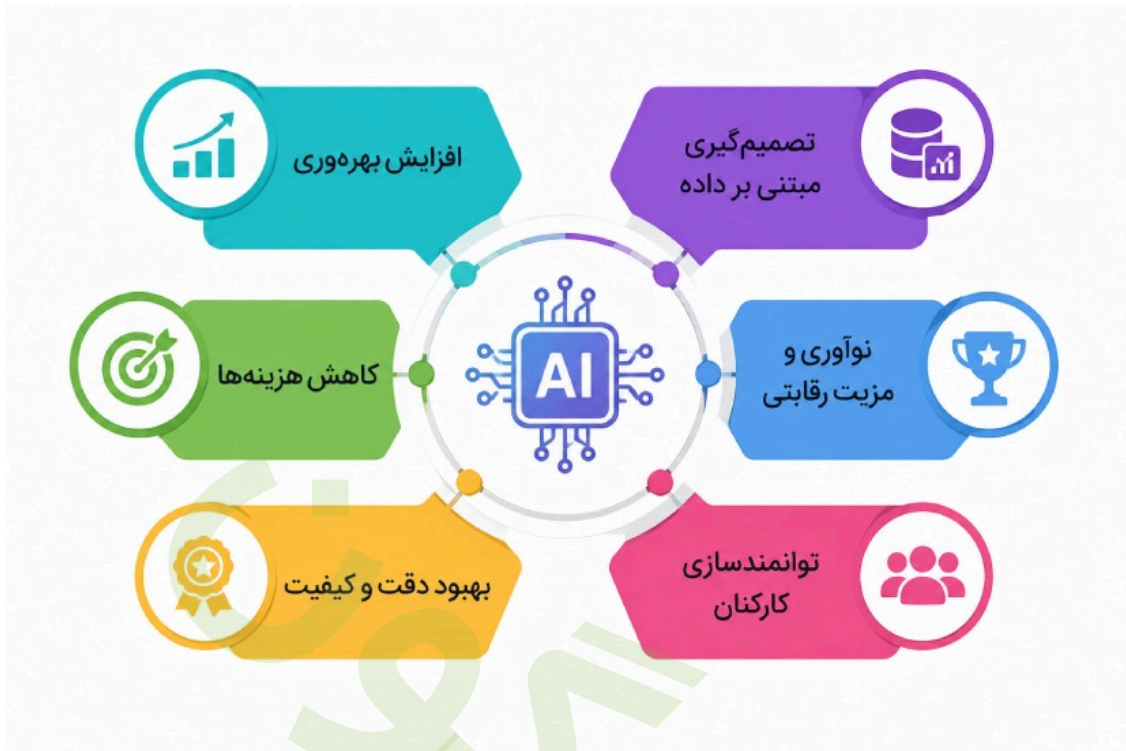 تصمیم‌گیری
مبتنی بر داده
افزایش بهره‌وری
نوآوری و
مزیت رقابتی
AI
کاهش هزینه‌ها
توانمندسازی
کارکنان
بهبود دقت و کیفیت